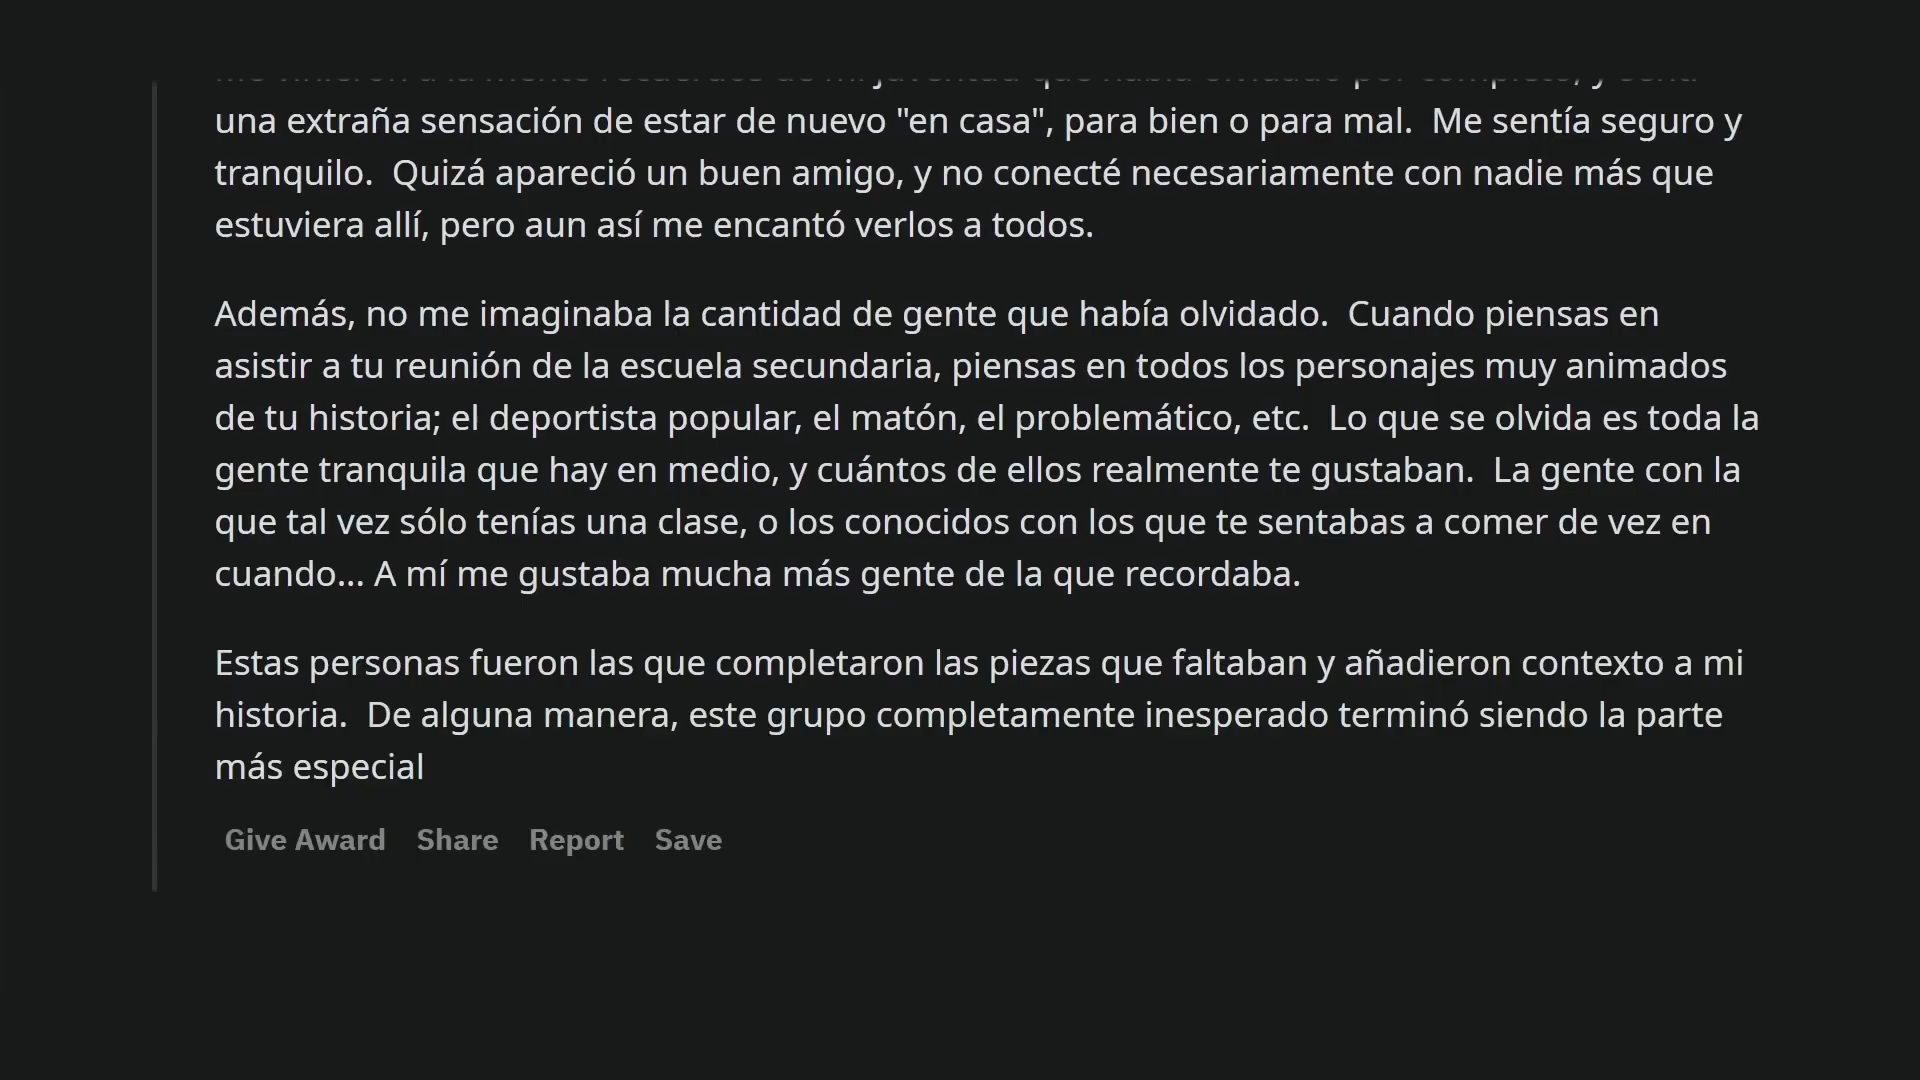 una extraña sensación de estar de nuevo "en casa", para bien o para mal.  Me sentía seguro y
tranquilo.  Quizá apareció un buen amigo, y no conecté necesariamente con nadie más que
estuviera allí, pero aun así me encantó verlos a todos.
Además, no me imaginaba la cantidad de gente que había olvidado.  Cuando piensas en
asistir a tu reunión de la escuela secundaria, piensas en todos los personajes muy animados
de tu historia; el deportista popular, el matón, el problemático, etc.  Lo que se olvida es toda la
gente tranquila que hay en medio, y cuántos de ellos realmente te gustaban.  La gente con la
que tal vez sólo tenías una clase, o los conocidos con los que te sentabas a comer de vez en
cuando... A mí me gustaba mucha más gente de la que recordaba.
Estas personas fueron las que completaron las piezas que faltaban y añadieron contexto a mi
historia.  De alguna manera, este grupo completamente inesperado terminó siendo la parte
más especial
Give Award Share Report Save